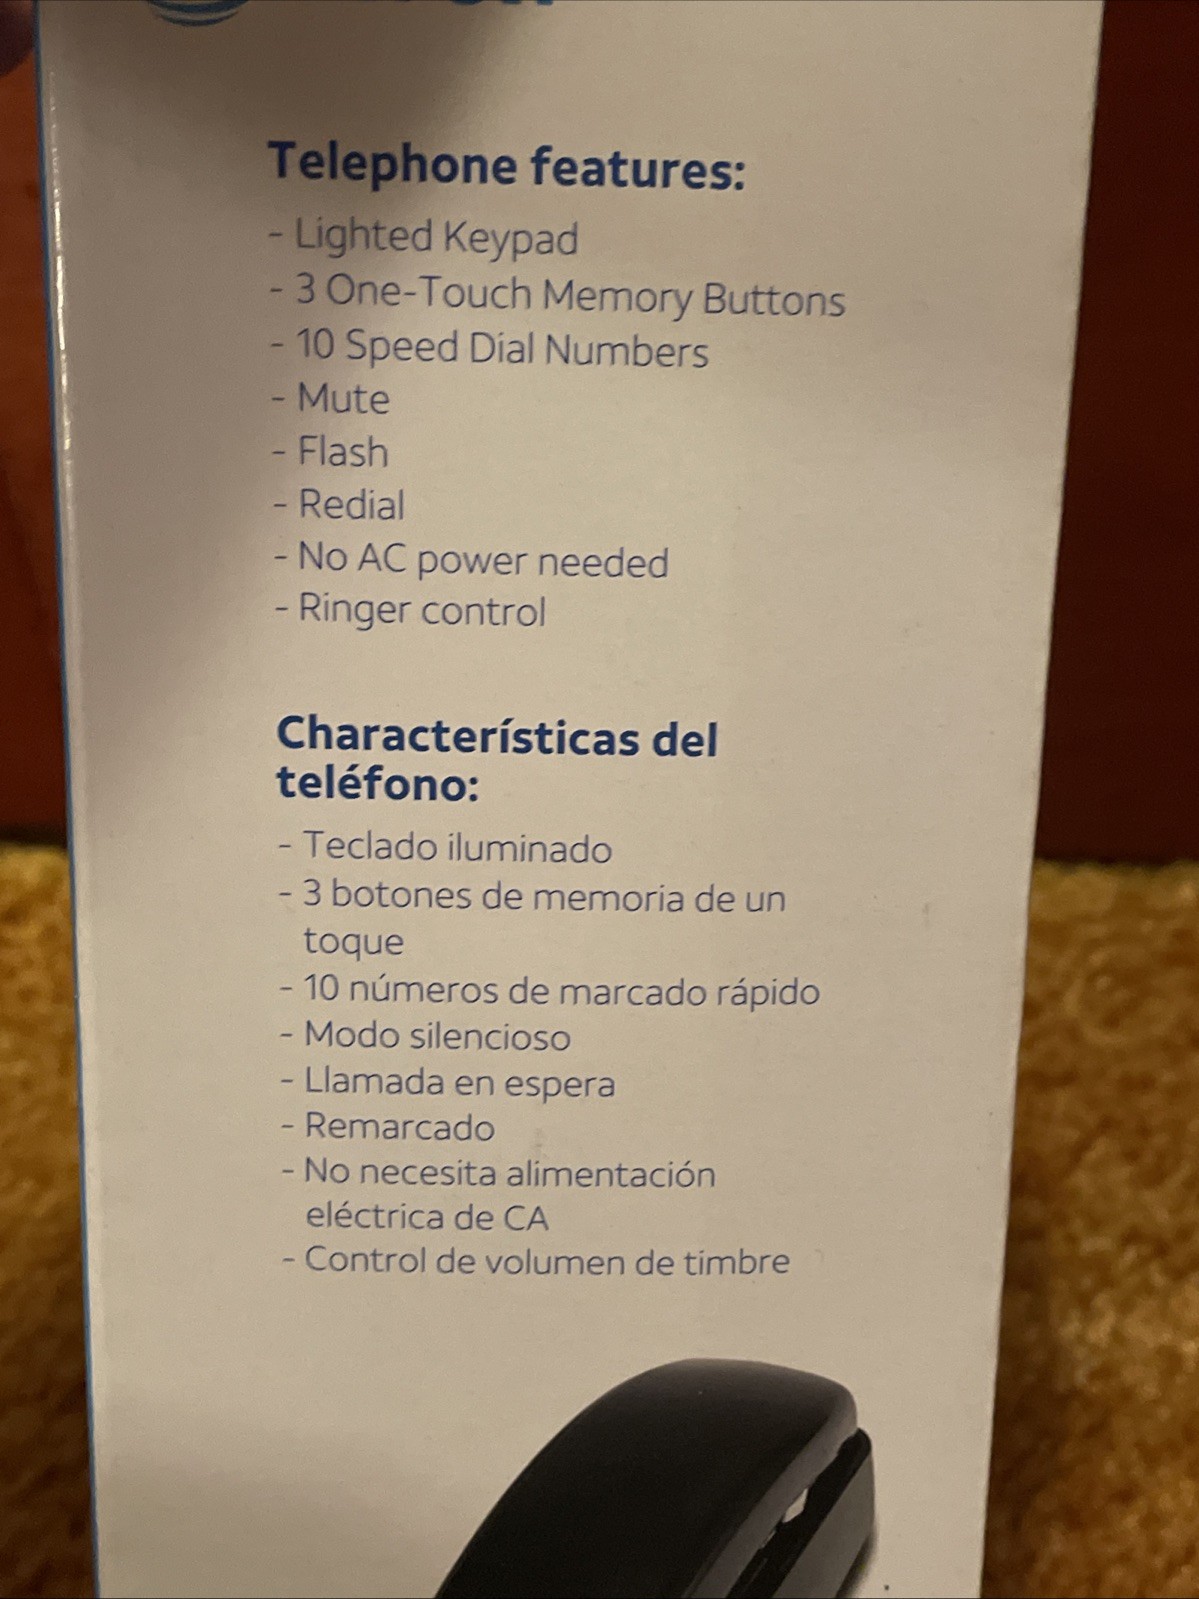 Telephone features:
- Lighted Keypad
- 3 One-Touch Memory Buttons
- 10 Speed Dial Numbers
- Mute
- Flash
- Redial
- No AC power needed
- Ringer control
Characterísticas del
teléfono:
- Teclado iluminado
- 3 botones de memoria de un
toque
- 10 números de marcado rápido
- Modo silencioso
- Llamada en espera
- Remarcado
- No necesita alimentación
eléctrica de CA
- Control de volumen de timbre